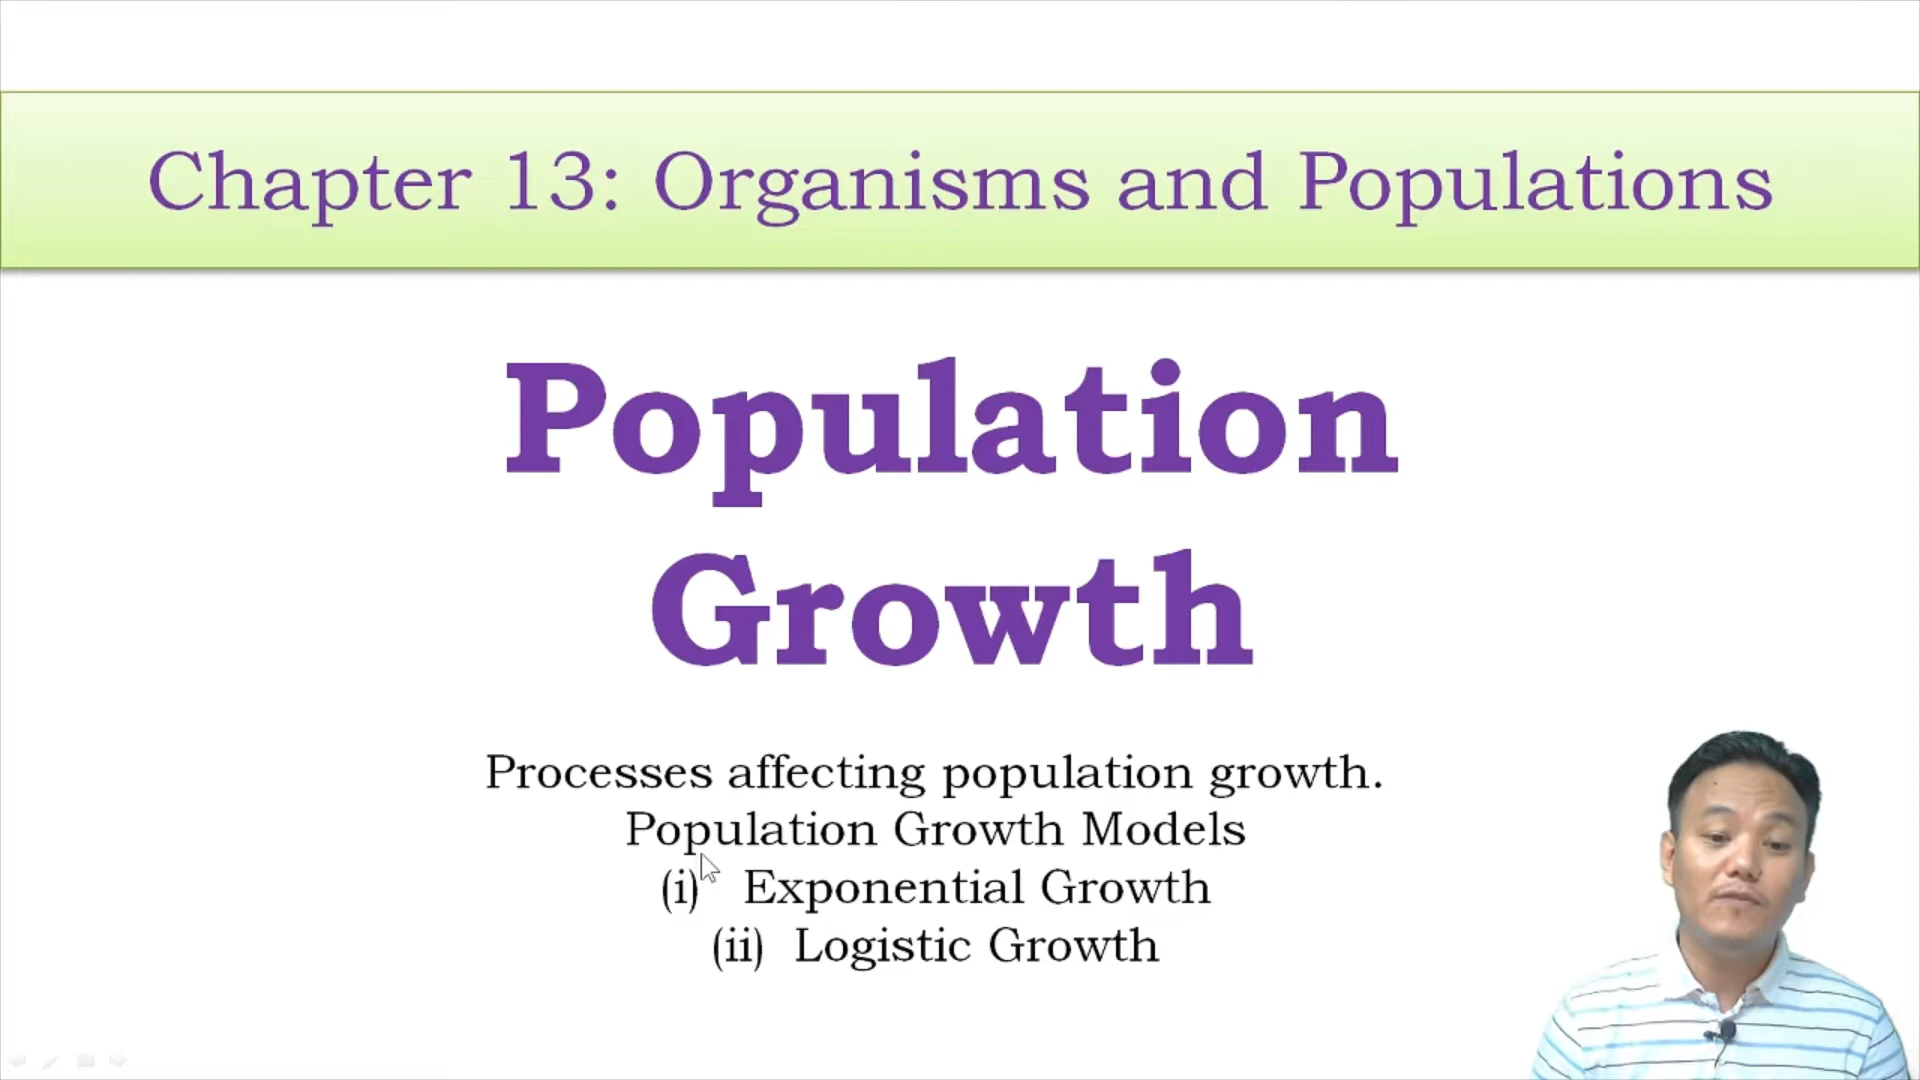 Chapter 13: Organisms and Populations
Population
Growth
Processes affecting population growth.
Population Growth Models
(i) Exponential Growth
(ii) Logistic Growth